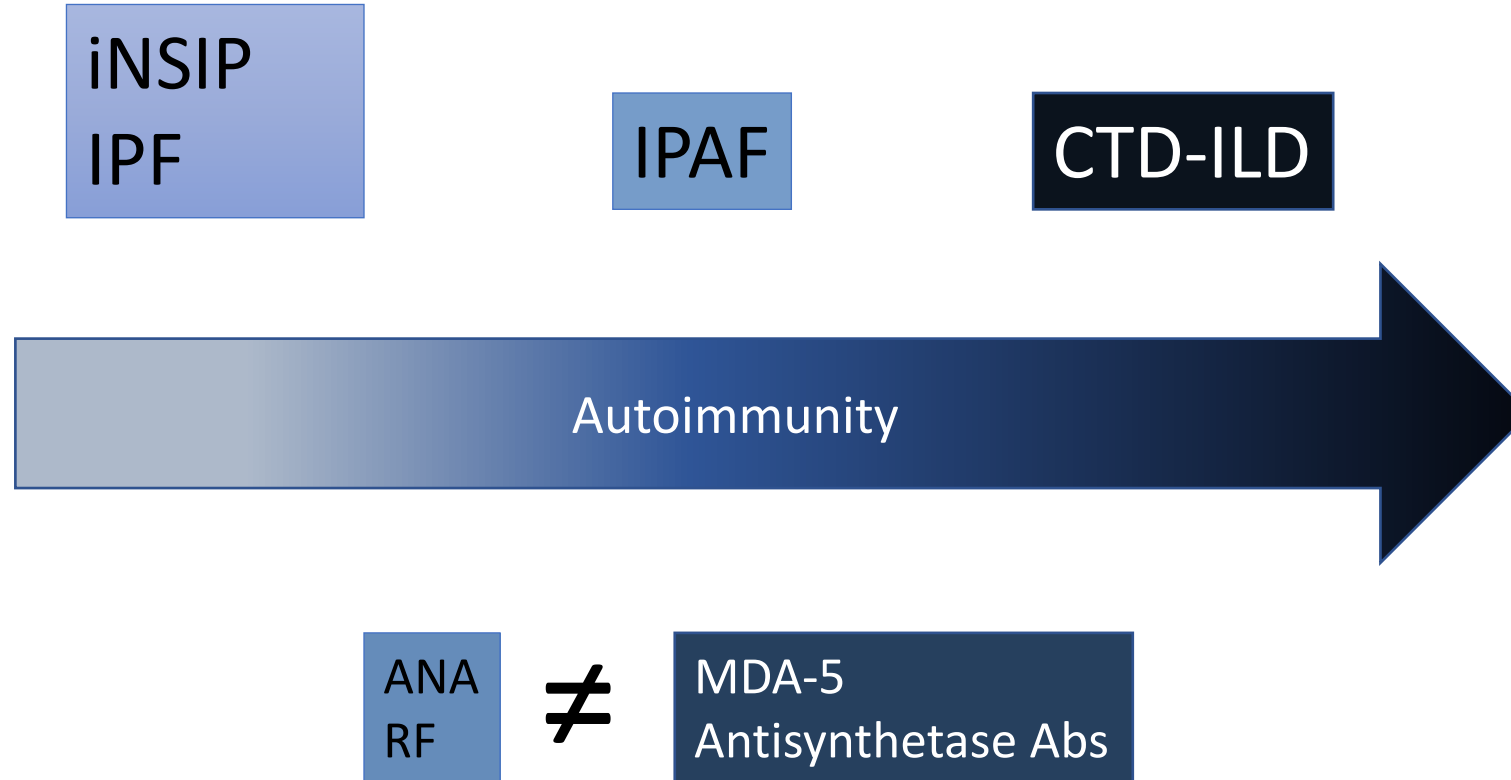 iNSIP
IPF
IPAF
CTD-ILD
Autoimmunity
ANA
RF
≠
MDA-5
Antisynthetase Abs